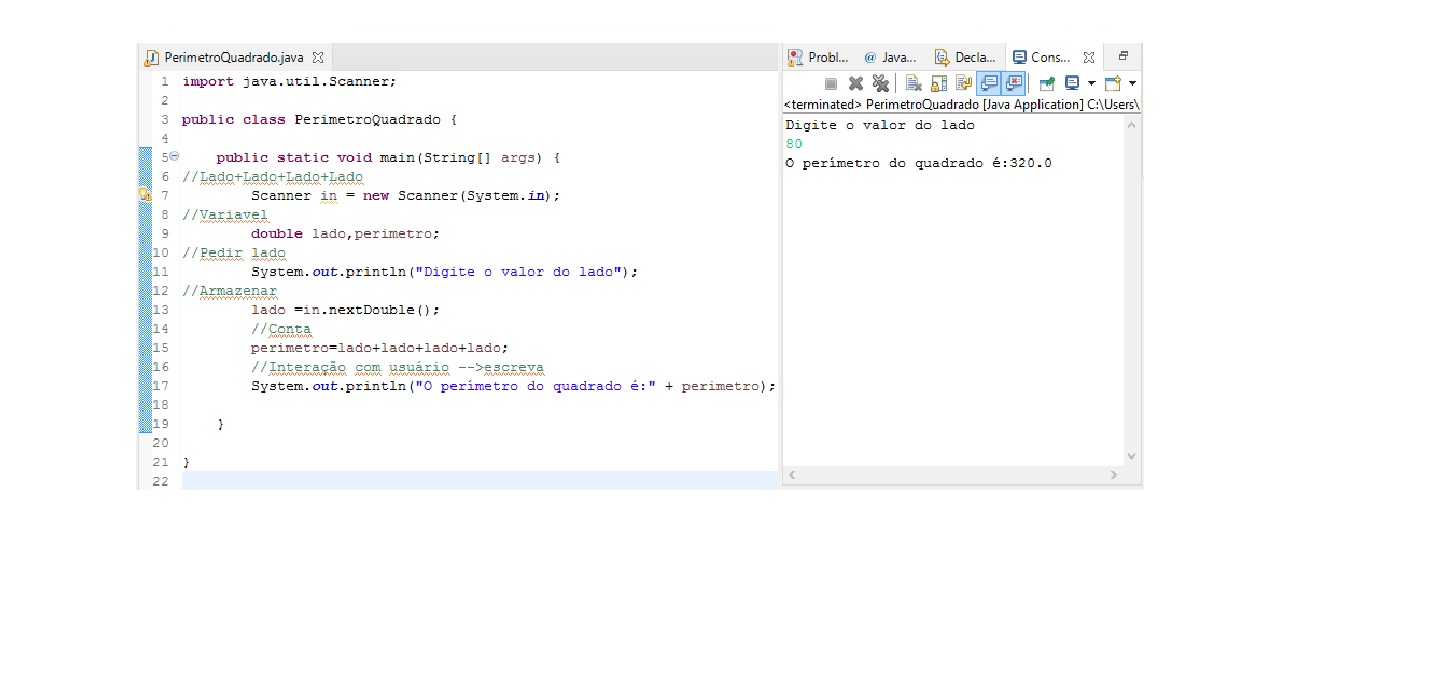 PerimetroQuadrado.java
1 import java.util.Scanner;
2
3 public class PerimetroQuadrado {
4
5 public static void main(String[] args) {
6 //Lado+Lado+Lado+Lado
7 Scanner in = new Scanner(System.in);
8 //Variavel
9 double lado,perimetro;
10 //Pedir lado
11 System.out.println("Digite o valor do lado");
12 //Armazenar
13 lado =in.nextDouble();
14 //Conta
15 perimetro=lado+lado+lado+lado;
16 //Interação com usuário -->escreva
17 System.out.println("O perímetro do quadrado é:" + perimetro);
18
19 }
20
21 }
22
Probl... @ Java... Decla... Cons...
<terminated> PerimetroQuadrado [Java Application] C:\Users\
Digite o valor do lado
80
O perímetro do quadrado é:320.0